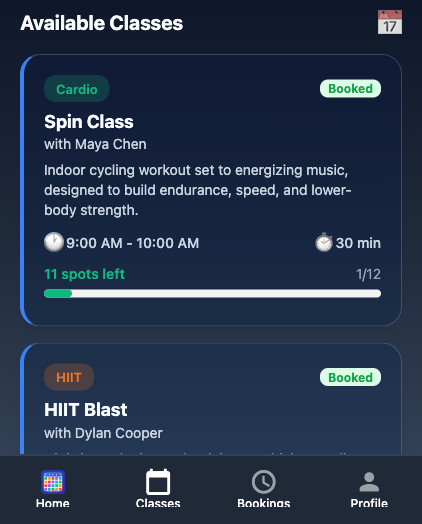 Available Classes
17
Cardio
Booked
Spin Class
with Maya Chen
Indoor cycling workout set to energizing music,
designed to build endurance, speed, and lower-
body strength.
9:00 AM - 10:00 AM
30 min
11 spots left
1/12
HIIT
Booked
HIIT Blast
with Dylan Cooper
Home
Classes
Bookings
Profile